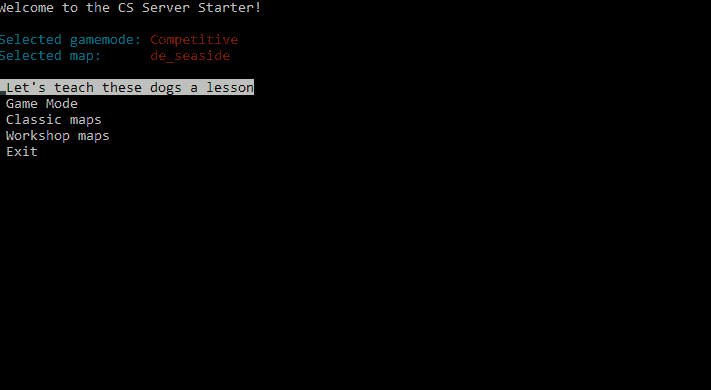 Welcome to the CS Server Starter!
Selected gamemode: Competitive
Selected map: de_seaside
Let's teach these dogs a lesson
Game Mode
Classic maps
Workshop maps
Exit